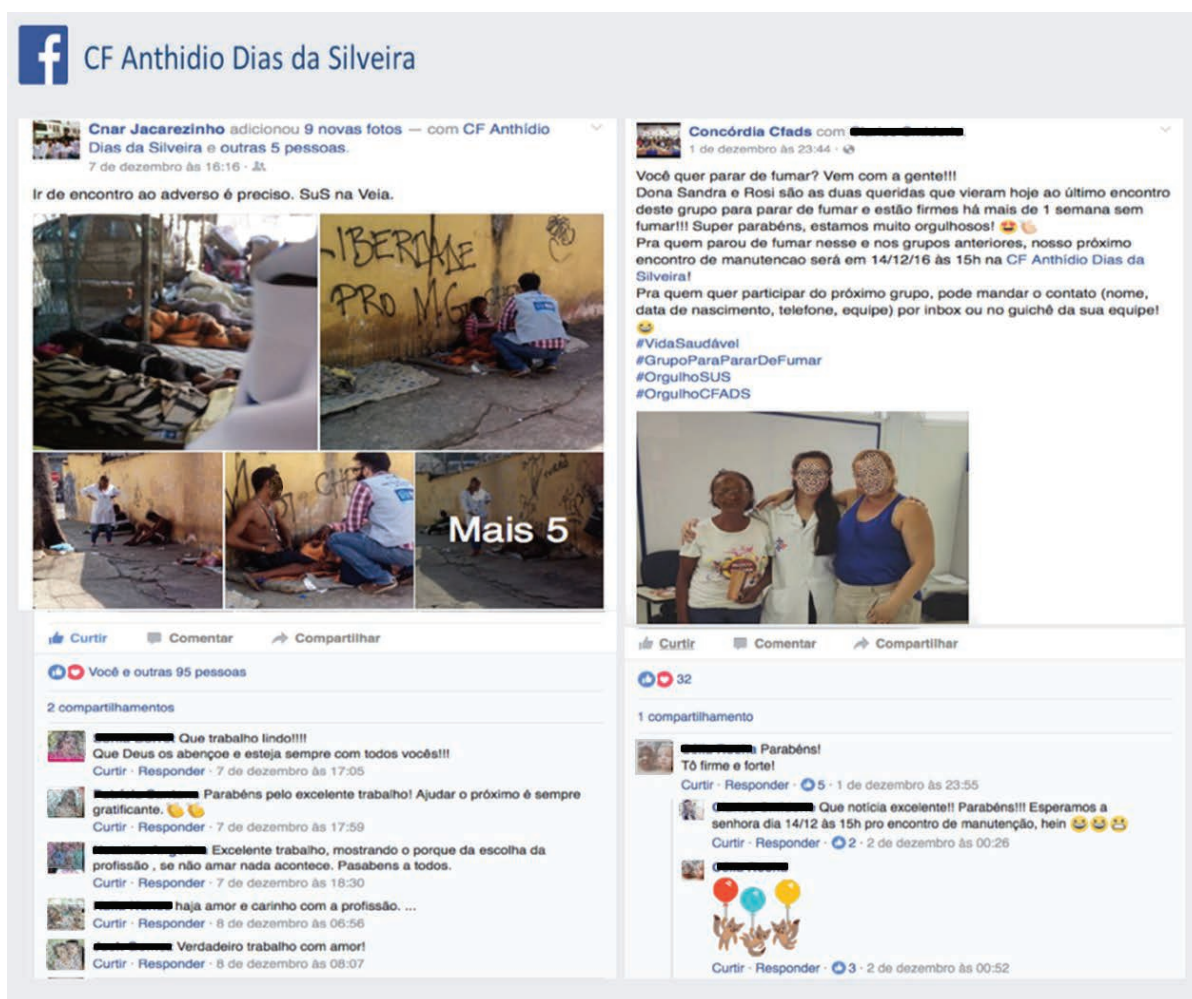 CF Anthidio Dias da Silveira
Cnar Jacarezinho adicionou 9 novas fotos — com CF Anthídio
Dias da Silveira e outras 5 pessoas.
7 de dezembro às 16:16 ·
Ir de encontro ao adverso é preciso. SuS na Veia.
LIBERDADE
PRO MG
Mais 5
Curtir Comentar Compartilhar
Você e outras 95 pessoas
2 compartilhamentos
Que trabalho lindo!!!!
Que Deus os abençoe e esteja sempre com todos vocês!!!
Curtir · Responder · 7 de dezembro às 17:05
Parabéns pelo excelente trabalho! Ajudar o próximo é sempre
gratificante. 👏👏
Curtir · Responder · 7 de dezembro às 17:59
Excelente trabalho, mostrando o porque da escolha da
profissão , se não amar nada acontece. Pasabens a todos.
Curtir · Responder · 7 de dezembro às 18:30
haja amor e carinho com a profissão. ...
Curtir · Responder · 8 de dezembro às 06:56
Verdadeiro trabalho com amor!
Curtir · Responder · 8 de dezembro às 08:07
Concórdia Cfads com
1 de dezembro às 23:44 ·
Você quer parar de fumar? Vem com a gente!!!
Dona Sandra e Rosi são as duas queridas que vieram hoje ao último encontro
deste grupo para parar de fumar e estão firmes há mais de 1 semana sem
fumar!!! Super parabéns, estamos muito orgulhosos! 🤩👏
Pra quem parou de fumar nesse e nos grupos anteriores, nosso próximo
encontro de manutencao será em 14/12/16 às 15h na CF Anthídio Dias da
Silveira!
Pra quem quer participar do próximo grupo, pode mandar o contato (nome,
data de nascimento, telefone, equipe) por inbox ou no guichê da sua equipe!
😄
#VidaSaudável
#GrupoParaPararDeFumar
#OrgulhoSUS
#OrgulhoCFADS
Curtir Comentar Compartilhar
32
1 compartilhamento
Parabéns!
Tô firme e forte!
Curtir · Responder · 5 · 1 de dezembro às 23:55
Que notícia excelente!! Parabéns!!! Esperamos a
senhora dia 14/12 às 15h pro encontro de manutenção, hein 😄😄😬
Curtir · Responder · 2 · 2 de dezembro às 00:26
Curtir · Responder · 3 · 2 de dezembro às 00:52